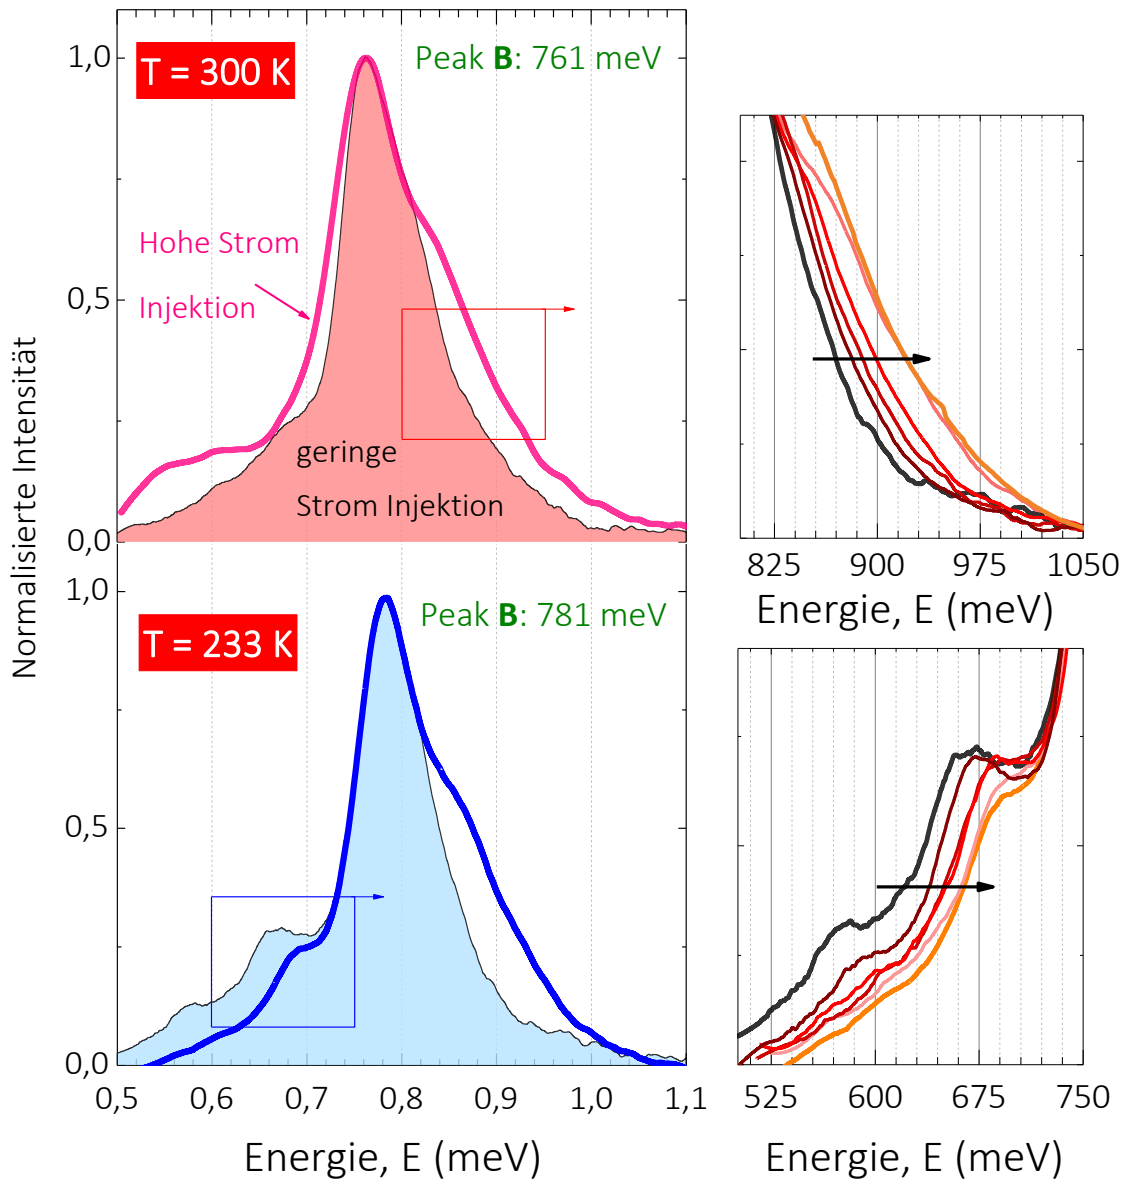 Normalisierte Intensität
1,0
T = 300 K
Peak B: 761 meV
Hohe Strom
Injektion
0,5
geringe
Strom Injektion
0,0
1,0
T = 233 K
Peak B: 781 meV
0,5
0,0
0,5 0,6 0,7 0,8 0,9 1,0 1,1
Energie, E (meV)
825 900 975 1050
Energie, E (meV)
525 600 675 750
Energie, E (meV)